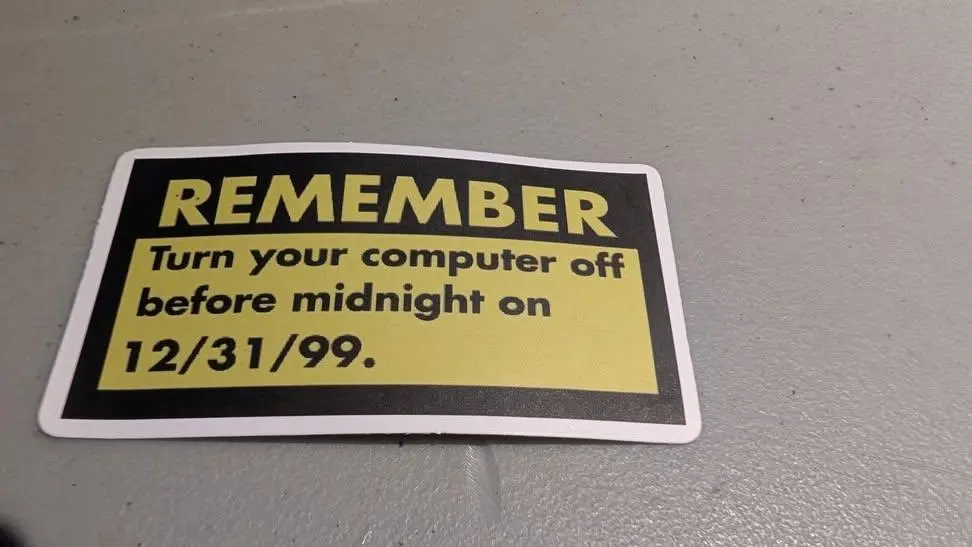 REMEMBER
Turn your computer off
before midnight on
12/31/99.